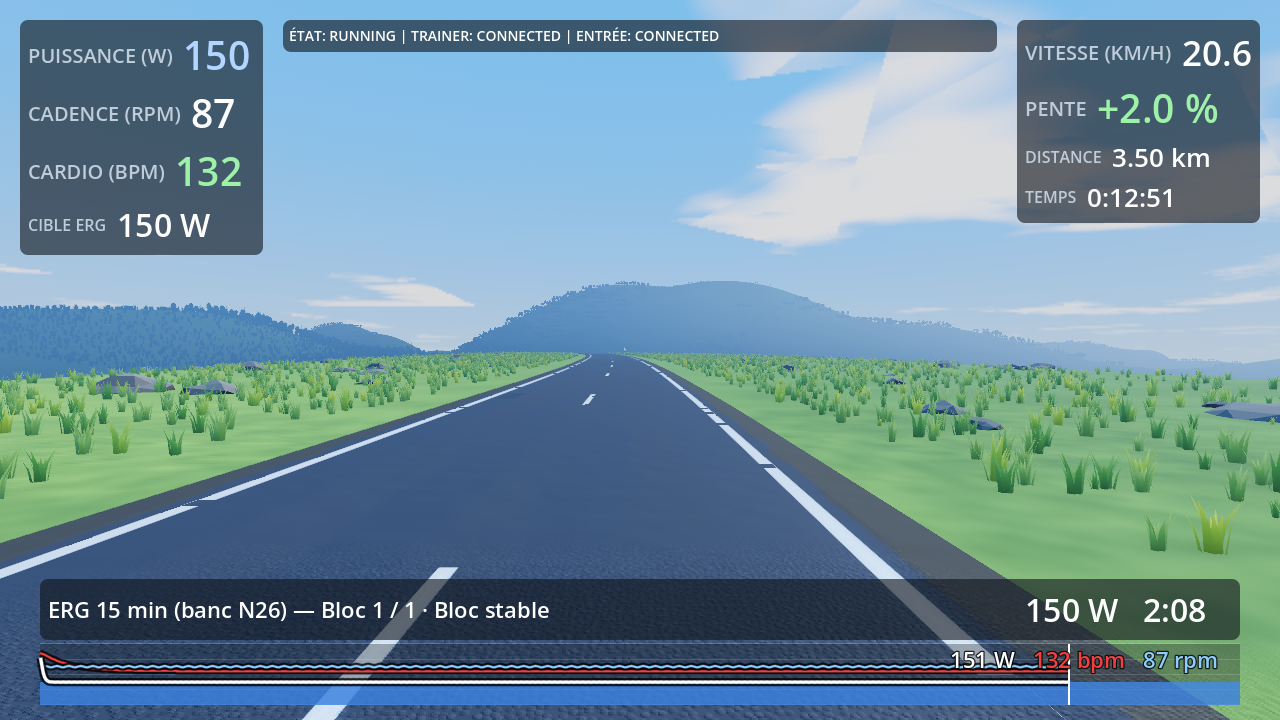 PUISSANCE (W) 150
CADENCE (RPM) 87
CARDIO (BPM) 132
CIBLE ERG 150 W
ÉTAT: RUNNING | TRAINER: CONNECTED | ENTRÉE: CONNECTED
VITESSE (KM/H) 20.6
PENTE +2.0 %
DISTANCE 3.50 km
TEMPS 0:12:51
ERG 15 min (banc N26) — Bloc 1 / 1 · Bloc stable 150 W 2:08
151 W 132 bpm 87 rpm